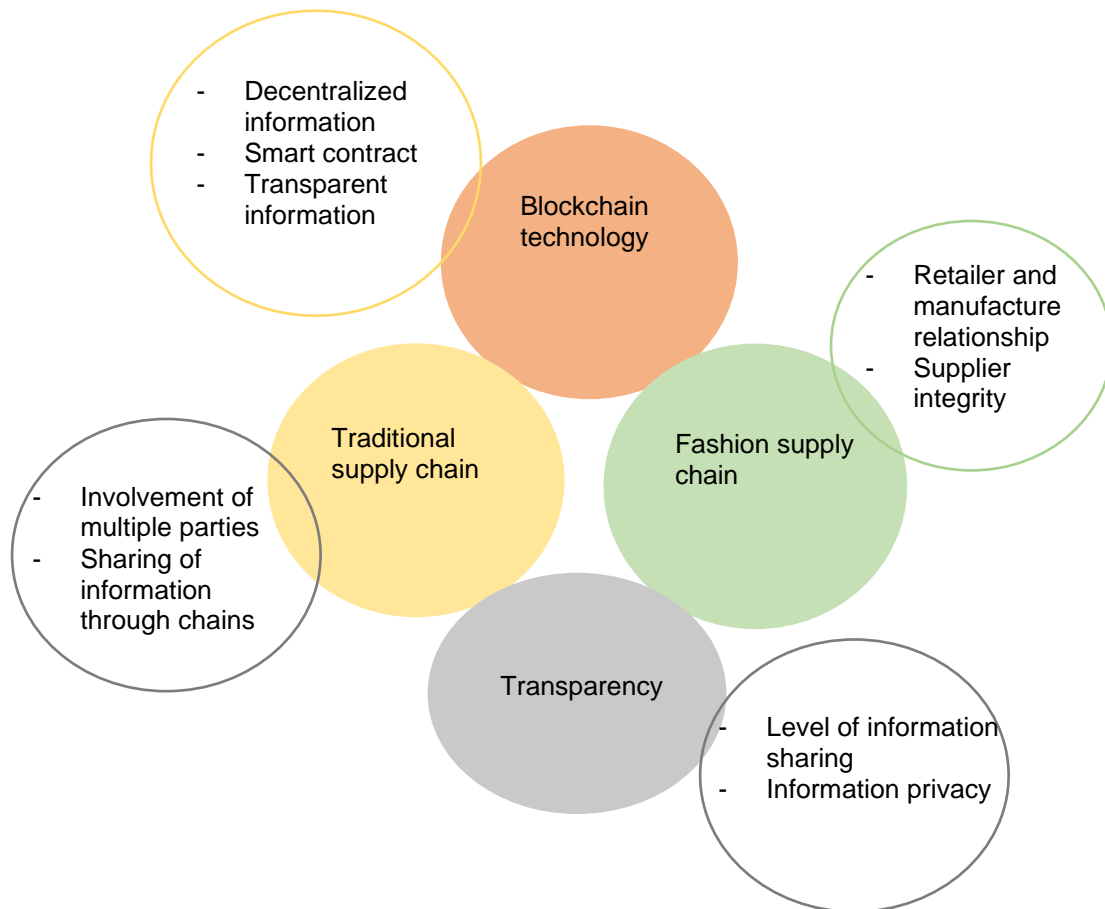 - Decentralized
information
- Smart contract
- Transparent
information
Blockchain
technology
- Retailer and
manufacture
relationship
- Supplier
integrity
Traditional
supply chain
Fashion supply
chain
- Involvement of
multiple parties
- Sharing of
information
through chains
Transparency
- Level of information
sharing
- Information privacy